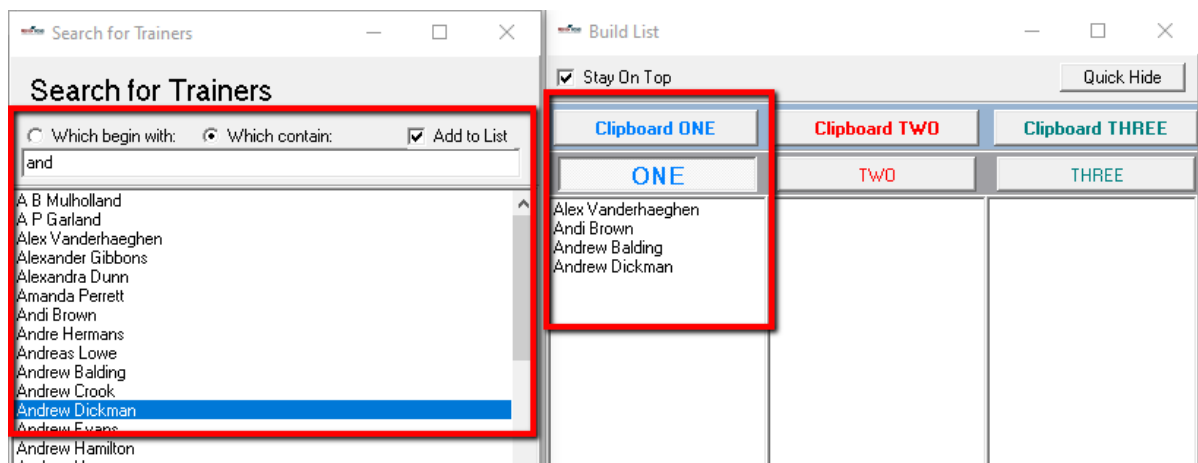 Search for Trainers
Search for Trainers
Which begin with: Which contain: Add to List
and
A B Mulholland
A P Garland
Alex Vanderhaeghen
Alexander Gibbons
Alexandra Dunn
Amanda Perrett
Andi Brown
Andre Hermans
Andreas Lowe
Andrew Balding
Andrew Crook
Andrew Dickman
Andrew Evans
Andrew Hamilton
Build List
Stay On Top Quick Hide
Clipboard ONE Clipboard TWO Clipboard THREE
ONE TWO THREE
Alex Vanderhaeghen
Andi Brown
Andrew Balding
Andrew Dickman